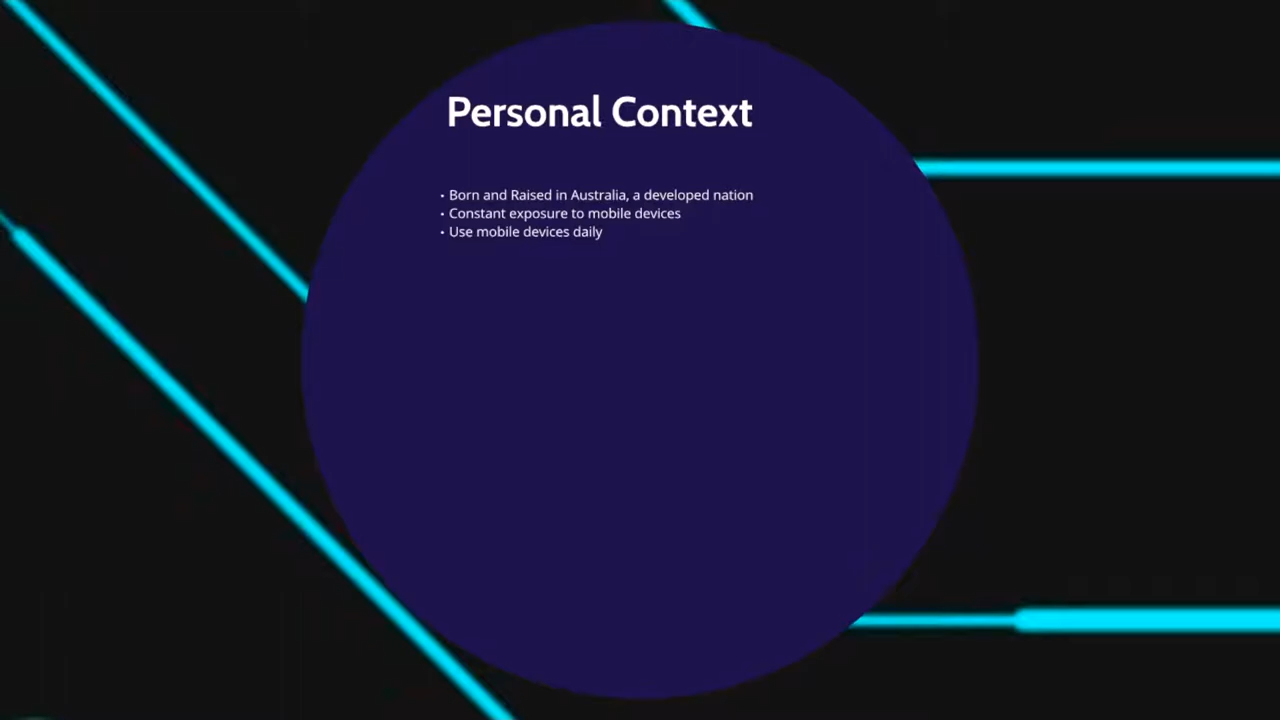 Personal Context
• Born and Raised in Australia, a developed nation
• Constant exposure to mobile devices
• Use mobile devices daily